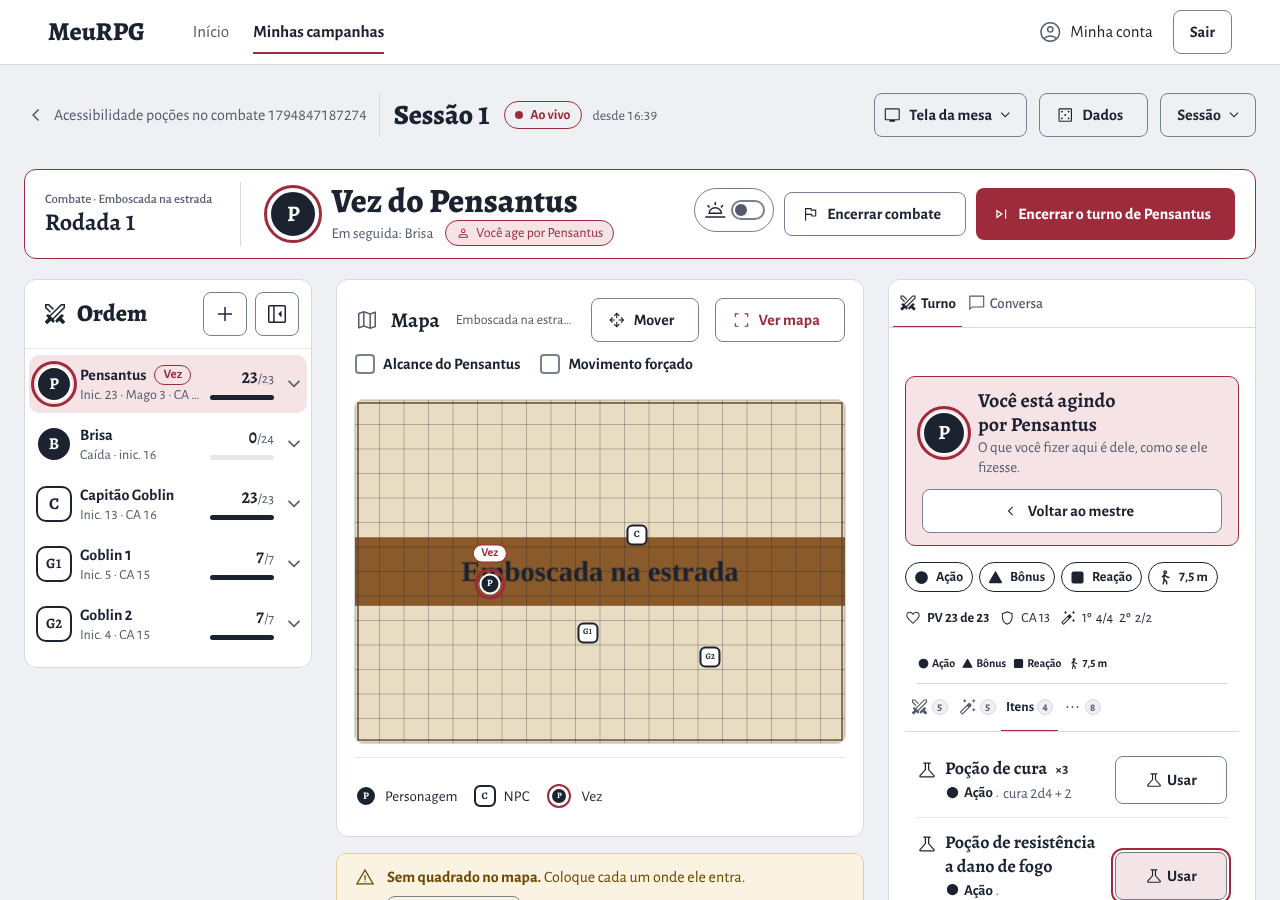 MeuRPG
Início
Minhas campanhas
Minha conta
Sair
Acessibilidade poções no combate 1794847187274
Sessão 1
Ao vivo
desde 16:39
Tela da mesa
Dados
Sessão
Combate · Emboscada na estrada
Rodada 1
P
Vez do Pensantus
Em seguida: Brisa
Você age por Pensantus
Encerrar combate
Encerrar o turno de Pensantus
Ordem
P
Pensantus
Vez
Inic. 23 · Mago 3 · CA ...
23/23
B
Brisa
Caída · inic. 16
0/24
C
Capitão Goblin
Inic. 13 · CA 16
23/23
G1
Goblin 1
Inic. 5 · CA 15
7/7
G2
Goblin 2
Inic. 4 · CA 15
7/7
Mapa
Emboscada na estra...
Mover
Ver mapa
Alcance do Pensantus
Movimento forçado
C
Vez
Emboscada na estrada
P
G1
G2
P
Personagem
C
NPC
P
Vez
Sem quadrado no mapa. Coloque cada um onde ele entra.
Turno
Conversa
P
Você está agindo
por Pensantus
O que você fizer aqui é dele, como se ele
fizesse.
Voltar ao mestre
Ação
Bônus
Reação
7,5 m
PV 23 de 23
CA 13
1º 4/4 2º 2/2
Ação
Bônus
Reação
7,5 m
5
5
Itens 4
··· 8
Poção de cura ×3
Ação . cura 2d4 + 2
Usar
Poção de resistência
a dano de fogo
Ação .
Usar